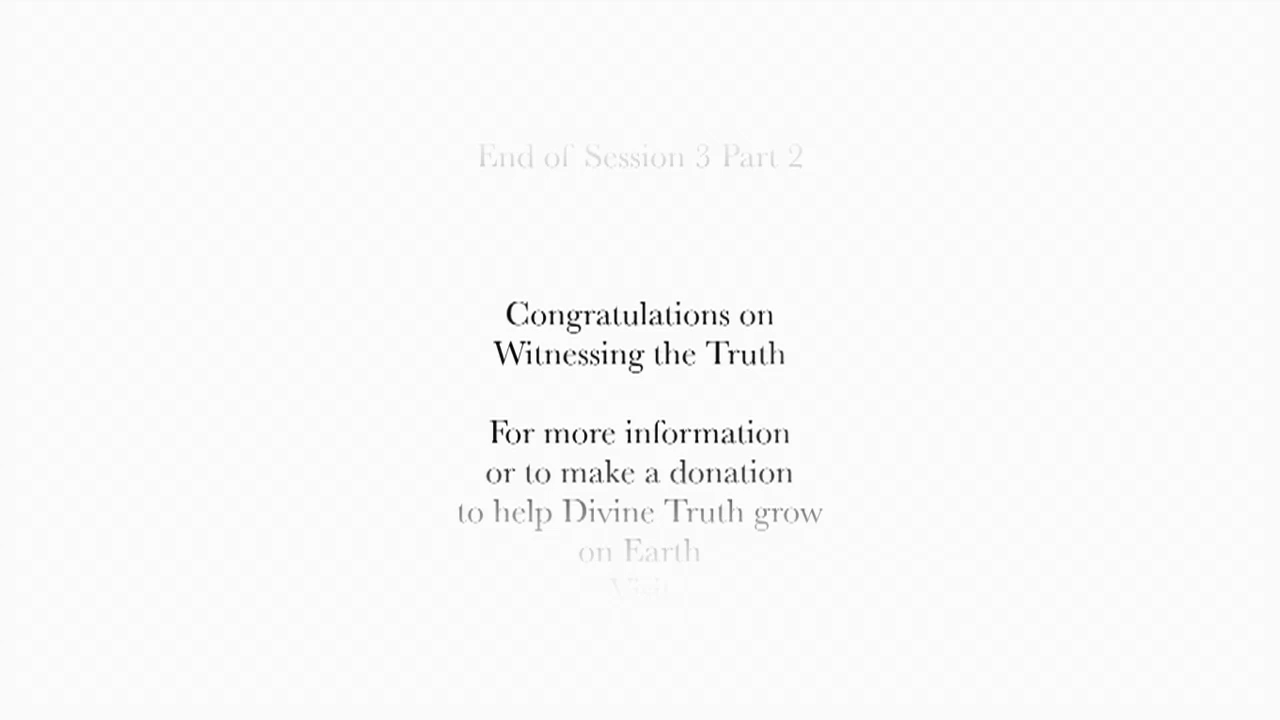 End of Session 3 Part 2
Congratulations on
Witnessing the Truth
For more information
or to make a donation
to help Divine Truth grow
on Earth
Visit